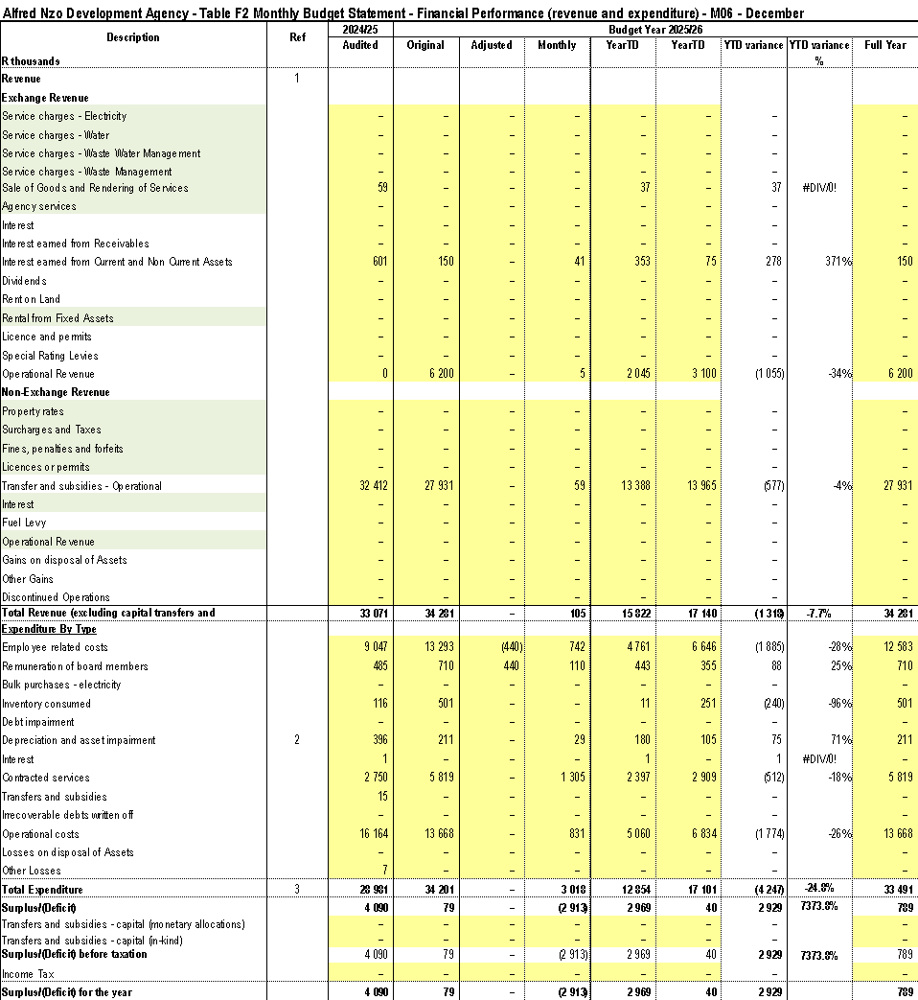 Alfred Nzo Development Agency - Table F2 Monthly Budget Statement - Financial Performance (revenue and expenditure) - M06 - December
2024/25 Budget Year 2025/26
Description Ref Audited Original Adjusted Monthly YearTD YearTD YTD variance YTD variance Full Year
R thousands %
Revenue 1
Exchange Revenue
Service charges - Electricity – – – – – – – –
Service charges - Water – – – – – – – –
Service charges - Waste Water Management – – – – – – – –
Service charges - Waste Management – – – – – – – –
Sale of Goods and Rendering of Services 59 – – – 37 – 37 #DIV/0! –
Agency services – – – – – – – –
Interest – – – – – – – –
Interest earned from Receivables – – – – – – – –
Interest earned from Current and Non Current Assets 601 150 – 41 353 75 278 371% 150
Dividends – – – – – – – –
Rent on Land – – – – – – – –
Rental from Fixed Assets – – – – – – – –
Licence and permits – – – – – – – –
Special Rating Levies – – – – – – – –
Operational Revenue 0 6 200 – 5 2 045 3 100 (1 055) -34% 6 200
Non-Exchange Revenue
Property rates – – – – – – – –
Surcharges and Taxes – – – – – – – –
Fines, penalties and forfeits – – – – – – – –
Licences or permits – – – – – – – –
Transfer and subsidies - Operational 32 412 27 931 – 59 13 388 13 965 (577) -4% 27 931
Interest – – – – – – – –
Fuel Levy – – – – – – – –
Operational Revenue – – – – – – – –
Gains on disposal of Assets – – – – – – – –
Other Gains – – – – – – – –
Discontinued Operations – – – – – – – –
Total Revenue (excluding capital transfers and 33 071 34 281 – 105 15 822 17 140 (1 318) -7.7% 34 281
Expenditure By Type
Employee related costs 9 047 13 293 (440) 742 4 761 6 646 (1 885) -28% 12 583
Remuneration of board members 485 710 440 110 443 355 88 25% 710
Bulk purchases - electricity – – – – – – – –
Inventory consumed 116 501 – – 11 251 (240) -96% 501
Debt impairment – – – – – – – –
Depreciation and asset impairment 2 396 211 – 29 180 105 75 71% 211
Interest 1 – – – 1 – 1 #DIV/0! –
Contracted services 2 750 5 819 – 1 305 2 397 2 909 (512) -18% 5 819
Transfers and subsidies 15 – – – – – – –
Irrecoverable debts written off – – – – – – – –
Operational costs 16 164 13 668 – 831 5 060 6 834 (1 774) -26% 13 668
Losses on disposal of Assets – – – – – – – –
Other Losses 7 – – – – – – –
Total Expenditure 3 28 981 34 201 – 3 018 12 854 17 101 (4 247) -24.8% 33 491
Surplus/(Deficit) 4 090 79 – (2 913) 2 969 40 2 929 7373.8% 789
Transfers and subsidies - capital (monetary allocations) – – – – – – – –
Transfers and subsidies - capital (in-kind) – – – – – – – –
Surplus/(Deficit) before taxation 4 090 79 – (2 913) 2 969 40 2 929 7373.8% 789
Income Tax – – – – – – – –
Surplus/(Deficit) for the year 4 090 79 – (2 913) 2 969 40 2 929 789